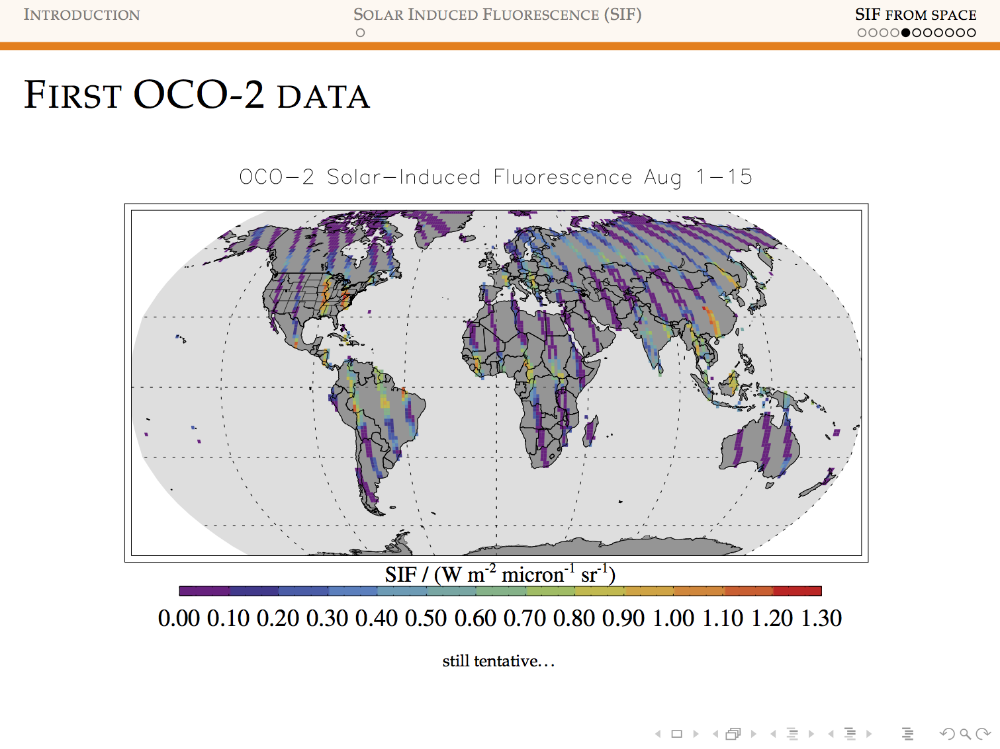 INTRODUCTION
SOLAR INDUCED FLUORESCENCE (SIF)
SIF FROM SPACE
FIRST OCO-2 DATA
OCO-2 Solar-Induced Fluorescence Aug 1-15
SIF / (W m⁻² micron⁻¹ sr⁻¹)
0.00 0.10 0.20 0.30 0.40 0.50 0.60 0.70 0.80 0.90 1.00 1.10 1.20 1.30
still tentative...